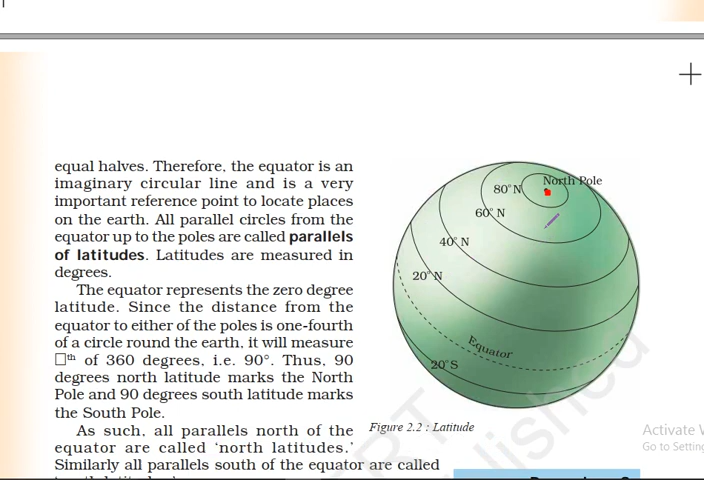 equal halves. Therefore, the equator is an
imaginary circular line and is a very
important reference point to locate places
on the earth. All parallel circles from the
equator up to the poles are called parallels
of latitudes. Latitudes are measured in
degrees.
The equator represents the zero degree
latitude. Since the distance from the
equator to either of the poles is one-fourth
of a circle round the earth, it will measure
□th of 360 degrees, i.e. 90°. Thus, 90
degrees north latitude marks the North
Pole and 90 degrees south latitude marks
the South Pole.
As such, all parallels north of the
equator are called ‘north latitudes.’
Similarly all parallels south of the equator are called
North Pole
80° N
60° N
40° N
20° N
Equator
20° S
Figure 2.2 : Latitude
Activate
Go to Setting